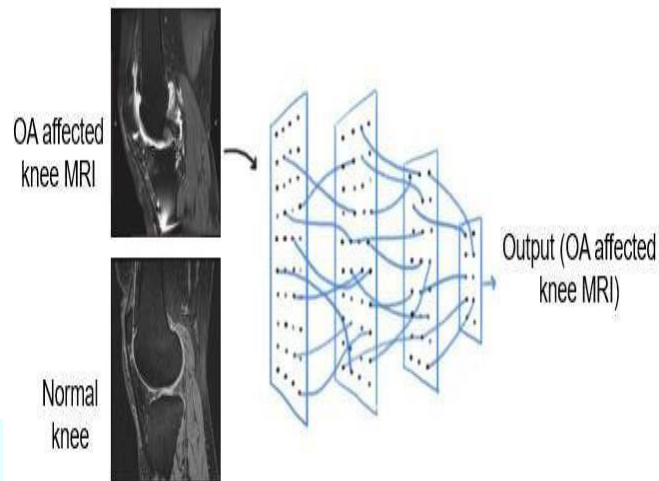 OA affected
knee MRI
Normal
knee
Output (OA affected
knee MRI)